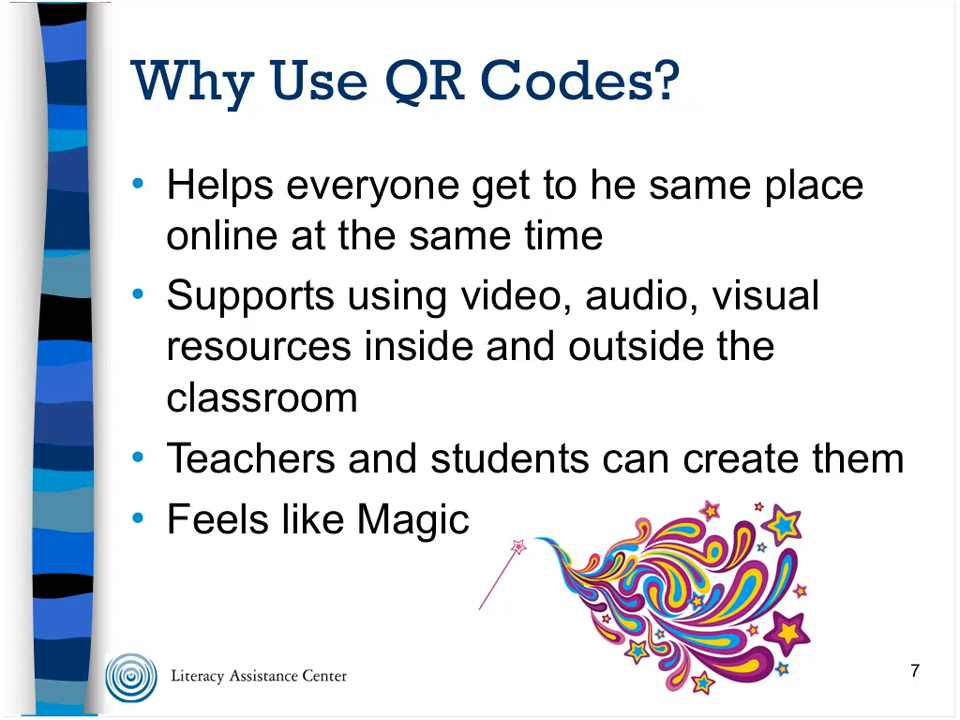 Why Use QR Codes?
• Helps everyone get to he same place
online at the same time
• Supports using video, audio, visual
resources inside and outside the
classroom
• Teachers and students can create them
• Feels like Magic
Literacy Assistance Center
7